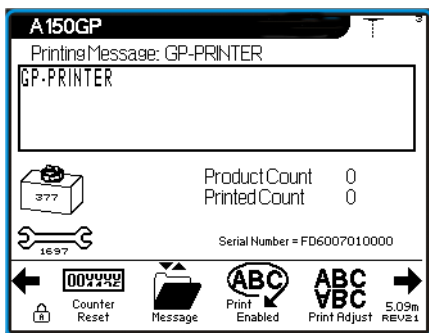 A150GP
3
Printing Message: GP-PRINTER
GP-PRINTER
377
Product Count 0
Printed Count 0
1697
Serial Number = FD6007010000
ABC
ABC
ABC
Counter Reset
Message
Print Enabled
Print Adjust
5.09m
REV21
A